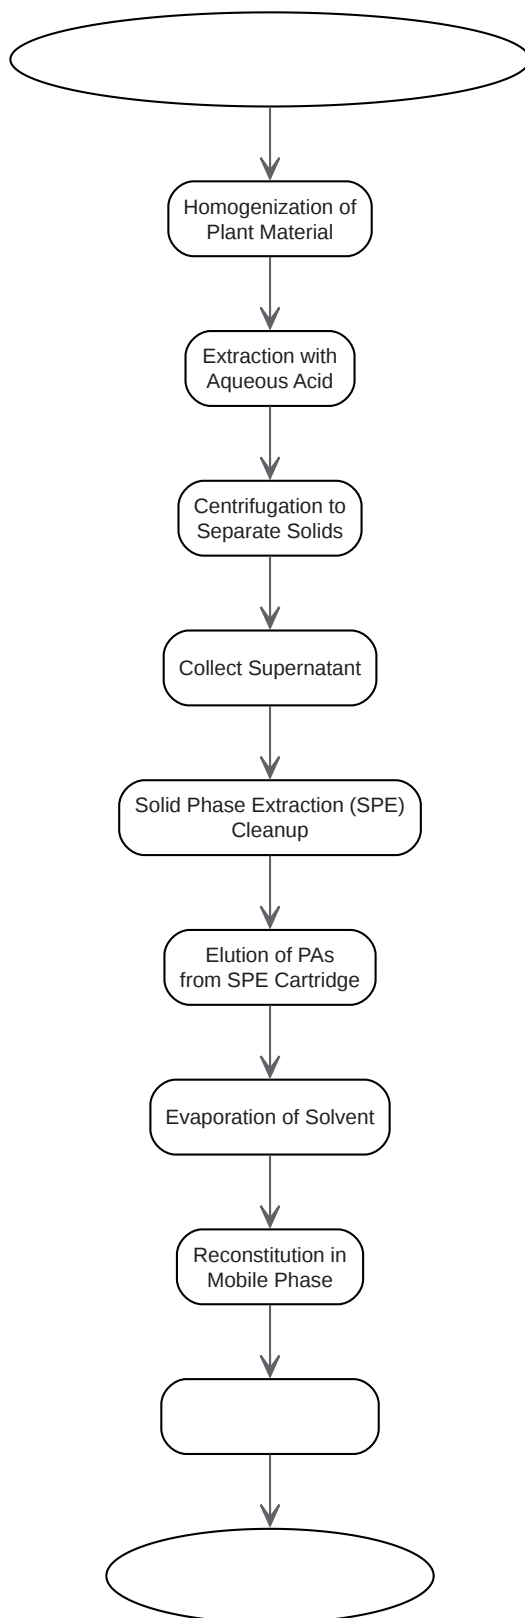 Homogenization of
Plant Material
Extraction with
Aqueous Acid
Centrifugation to
Separate Solids
Collect Supernatant
Solid Phase Extraction (SPE)
Cleanup
Elution of PAs
from SPE Cartridge
Evaporation of Solvent
Reconstitution in
Mobile Phase